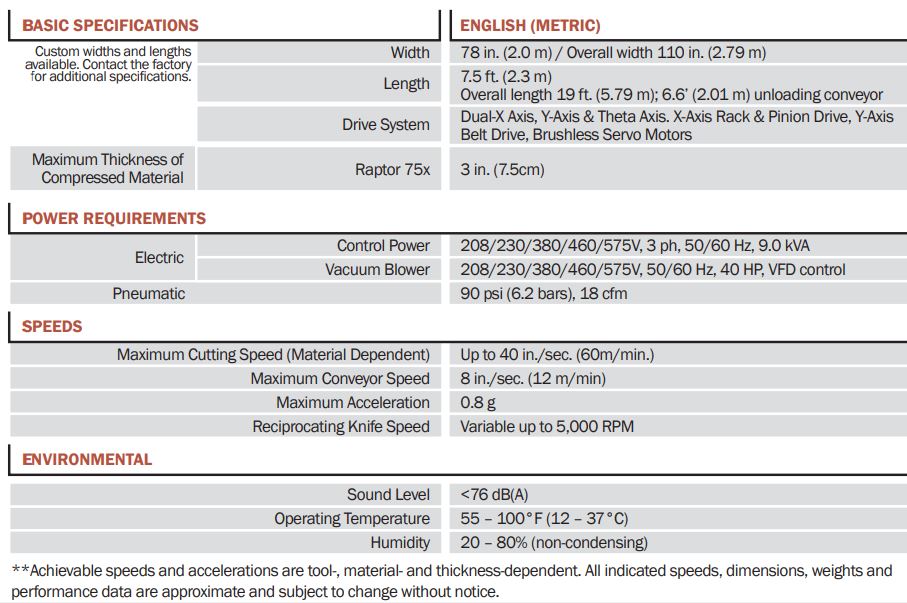 BASIC SPECIFICATIONS
ENGLISH (METRIC)
Custom widths and lengths
available. Contact the factory
for additional specifications.
Width
78 in. (2.0 m) / Overall width 110 in. (2.79 m)
Length
7.5 ft. (2.3 m)
Overall length 19 ft. (5.79 m); 6.6' (2.01 m) unloading conveyor
Drive System
Dual-X Axis, Y-Axis & Theta Axis. X-Axis Rack & Pinion Drive, Y-Axis
Belt Drive, Brushless Servo Motors
Maximum Thickness of
Compressed Material
Raptor 75x
3 in. (7.5cm)
POWER REQUIREMENTS
Electric
Control Power
208/230/380/460/575V, 3 ph, 50/60 Hz, 9.0 kVA
Vacuum Blower
208/230/380/460/575V, 50/60 Hz, 40 HP, VFD control
Pneumatic
90 psi (6.2 bars), 18 cfm
SPEEDS
Maximum Cutting Speed (Material Dependent)
Up to 40 in./sec. (60m/min.)
Maximum Conveyor Speed
8 in./sec. (12 m/min)
Maximum Acceleration
0.8 g
Reciprocating Knife Speed
Variable up to 5,000 RPM
ENVIRONMENTAL
Sound Level
<76 dB(A)
Operating Temperature
55 – 100°F (12 – 37°C)
Humidity
20 – 80% (non-condensing)
**Achievable speeds and accelerations are tool-, material- and thickness-dependent. All indicated speeds, dimensions, weights and
performance data are approximate and subject to change without notice.